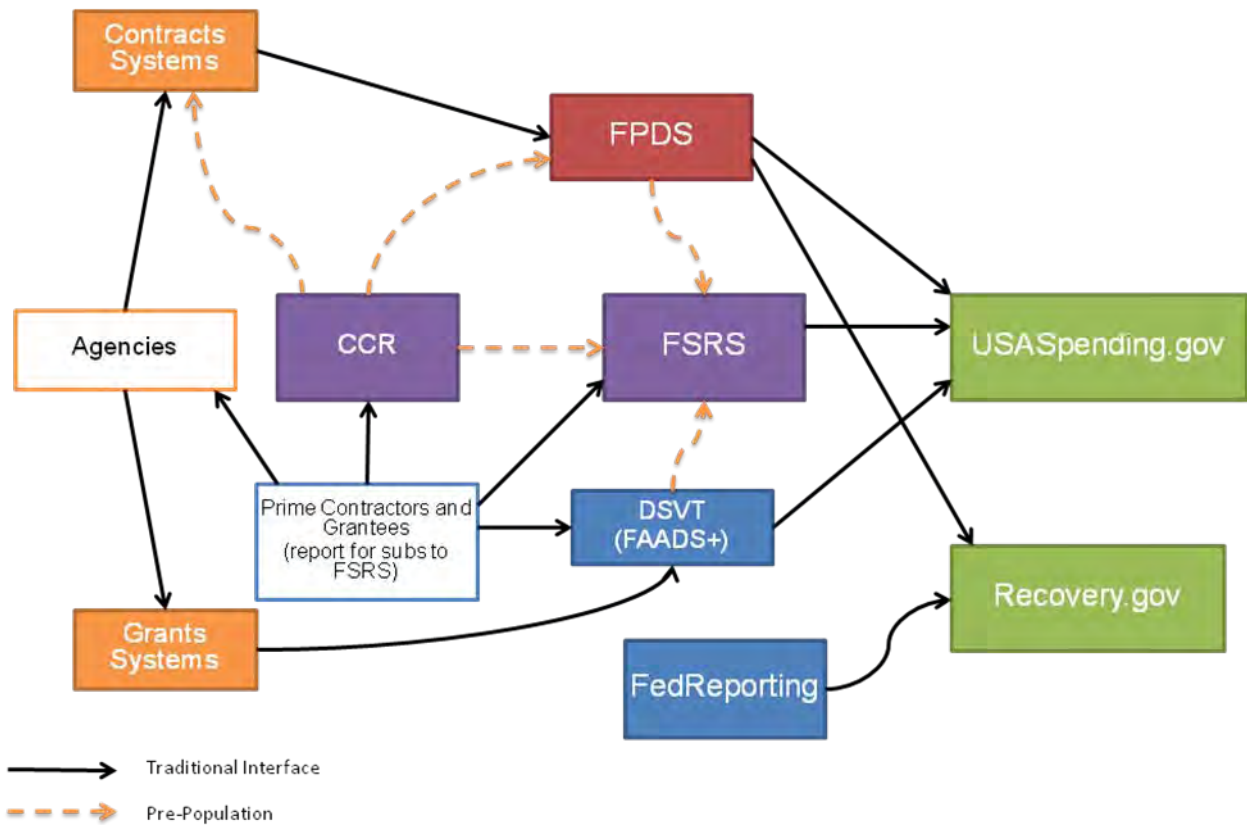 Contracts
Systems
FPDS
Agencies
CCR
FSRS
USASpending.gov
Prime Contractors and
Grantees
(report for subs to
FSRS)
DSVT
(FAADS+)
Recovery.gov
Grants
Systems
FedReporting
Traditional Interface
Pre-Population